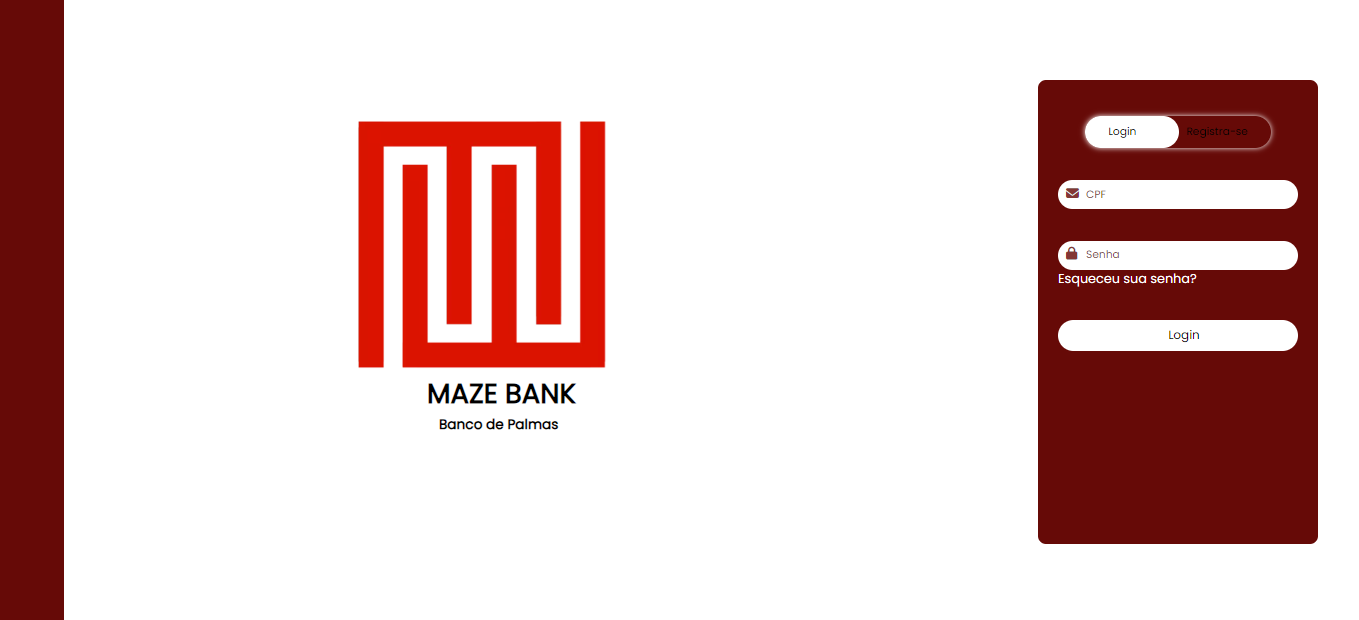 MAZE BANK
Banco de Palmas
Login
Registra-se
CPF
Senha
Esqueceu sua senha?
Login